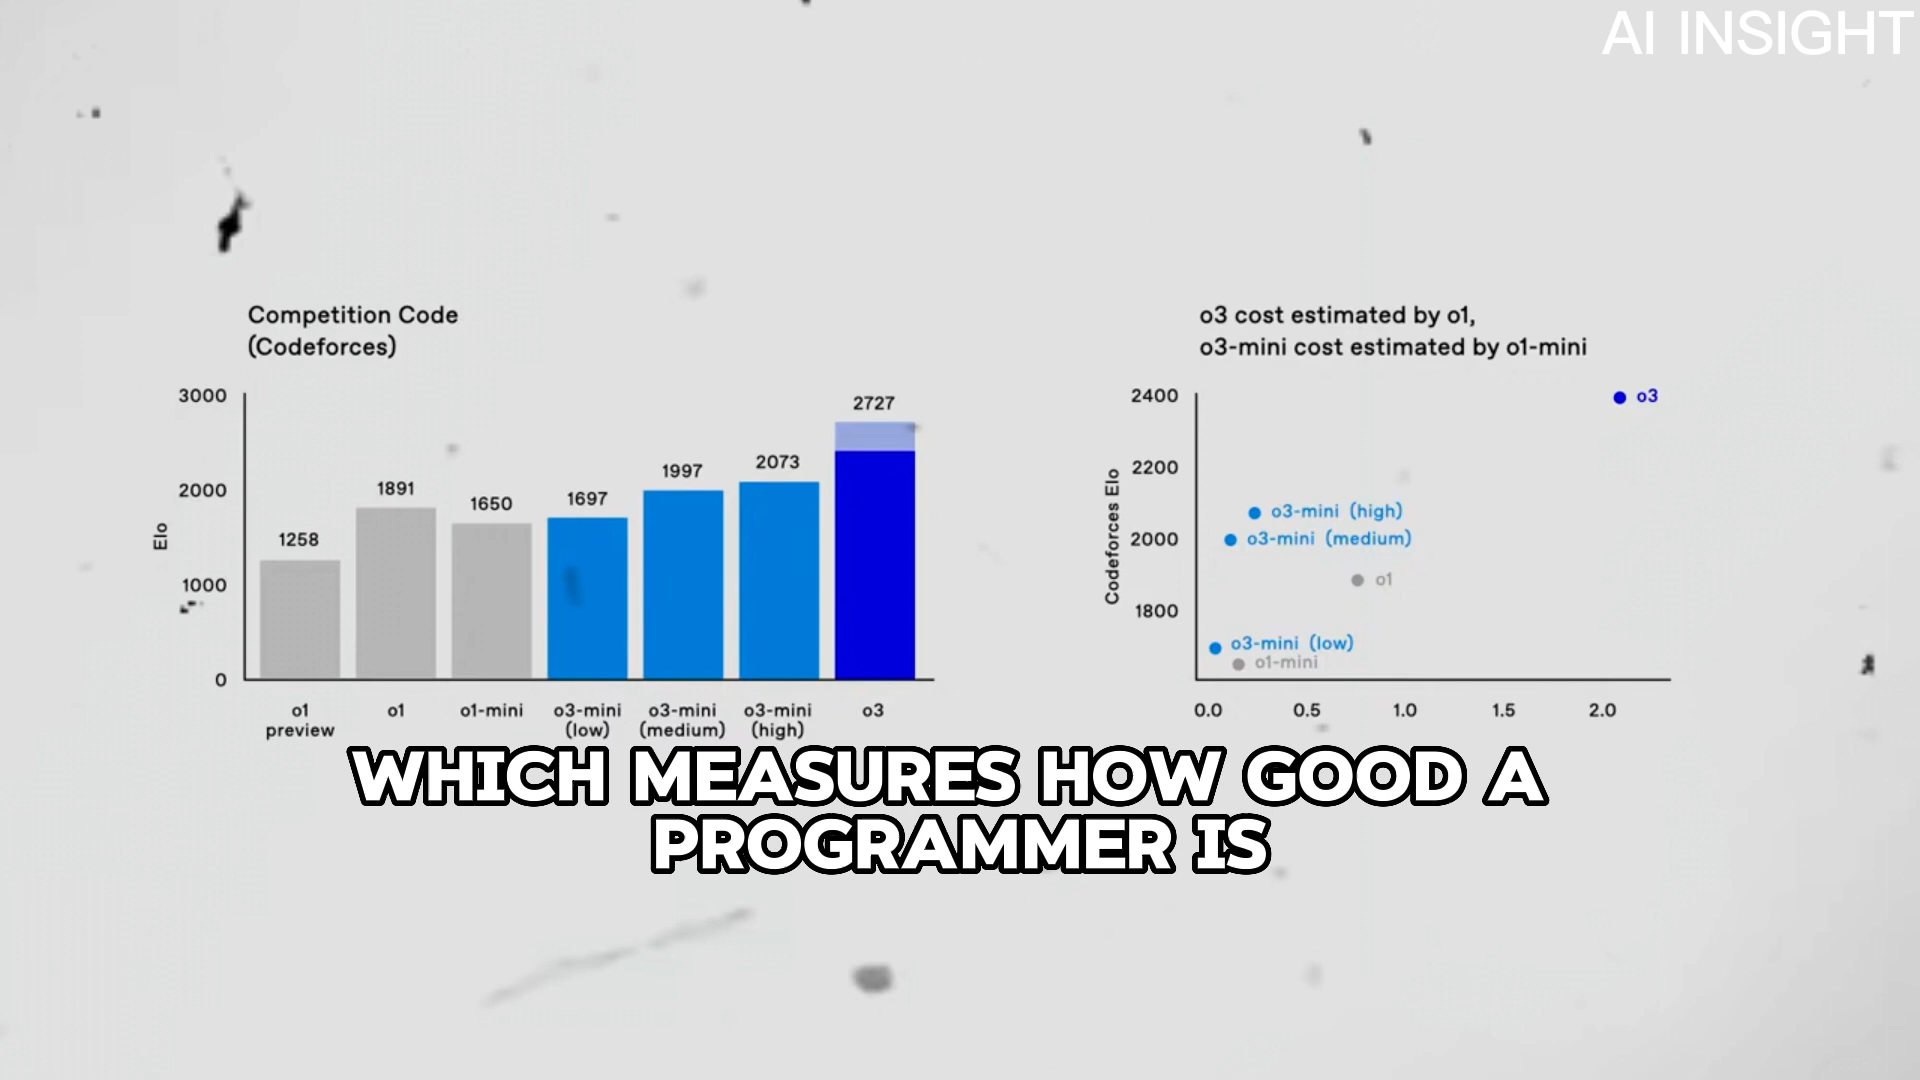 AI INSIGHT
Competition Code
(Codeforces)
3000
2000
1000
0
Elo
1258
1891
1650
1697
1997
2073
2727
o1
preview
o1
o1-mini
o3-mini
(low)
o3-mini
(medium)
o3-mini
(high)
o3
o3 cost estimated by o1,
o3-mini cost estimated by o1-mini
2400
2200
2000
1800
Codeforces Elo
o3
o3-mini (high)
o3-mini (medium)
o1
o3-mini (low)
o1-mini
0.0
0.5
1.0
1.5
2.0
WHICH MEASURES HOW GOOD A
PROGRAMMER IS